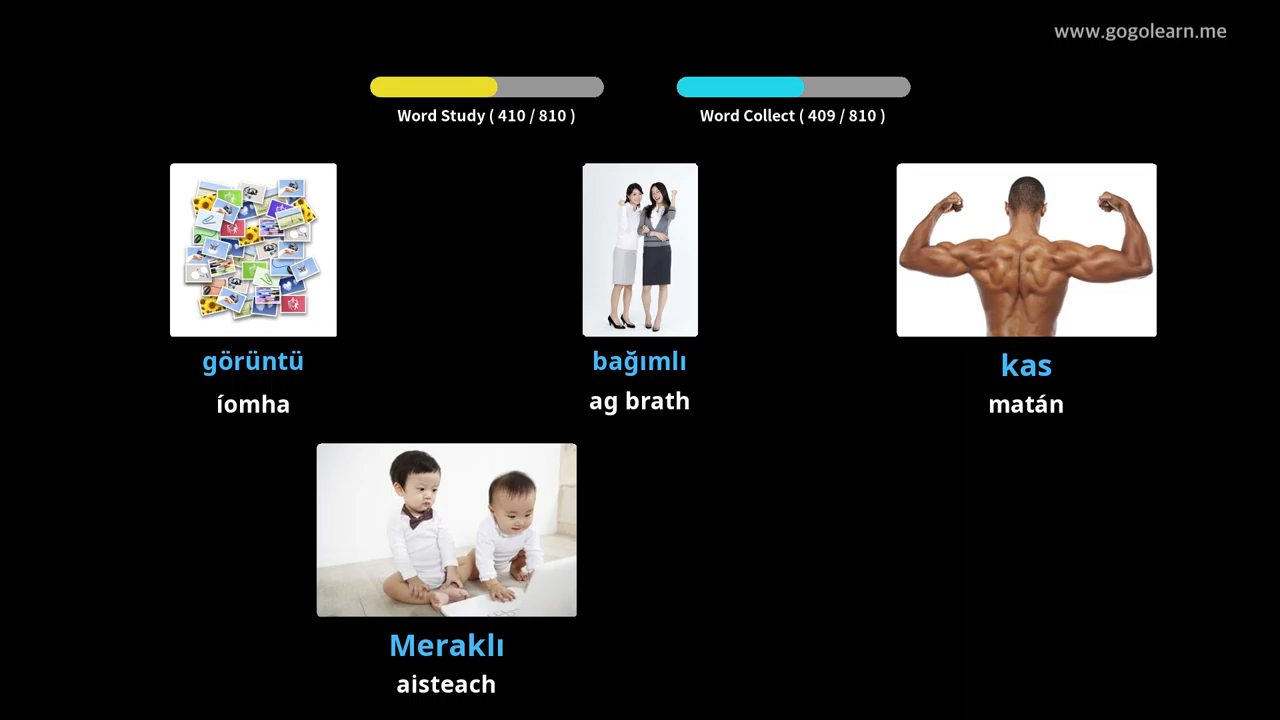 www.gogolearn.me
Word Study ( 410 / 810 )
Word Collect ( 409 / 810 )
görüntü
íomha
bağımlı
ag brath
kas
matán
Meraklı
aisteach